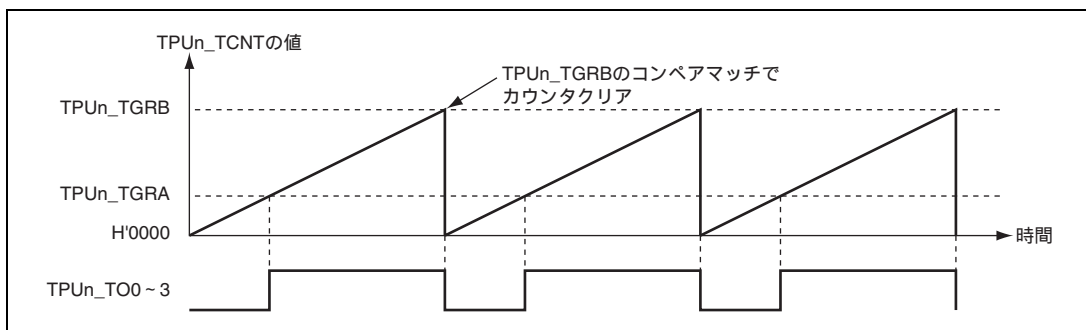 TPUn_TCNTの値
TPUn_TGRBのコンペアマッチで
カウンタクリア
TPUn_TGRB
TPUn_TGRA
H'0000
時間
TPUn_TO0~3